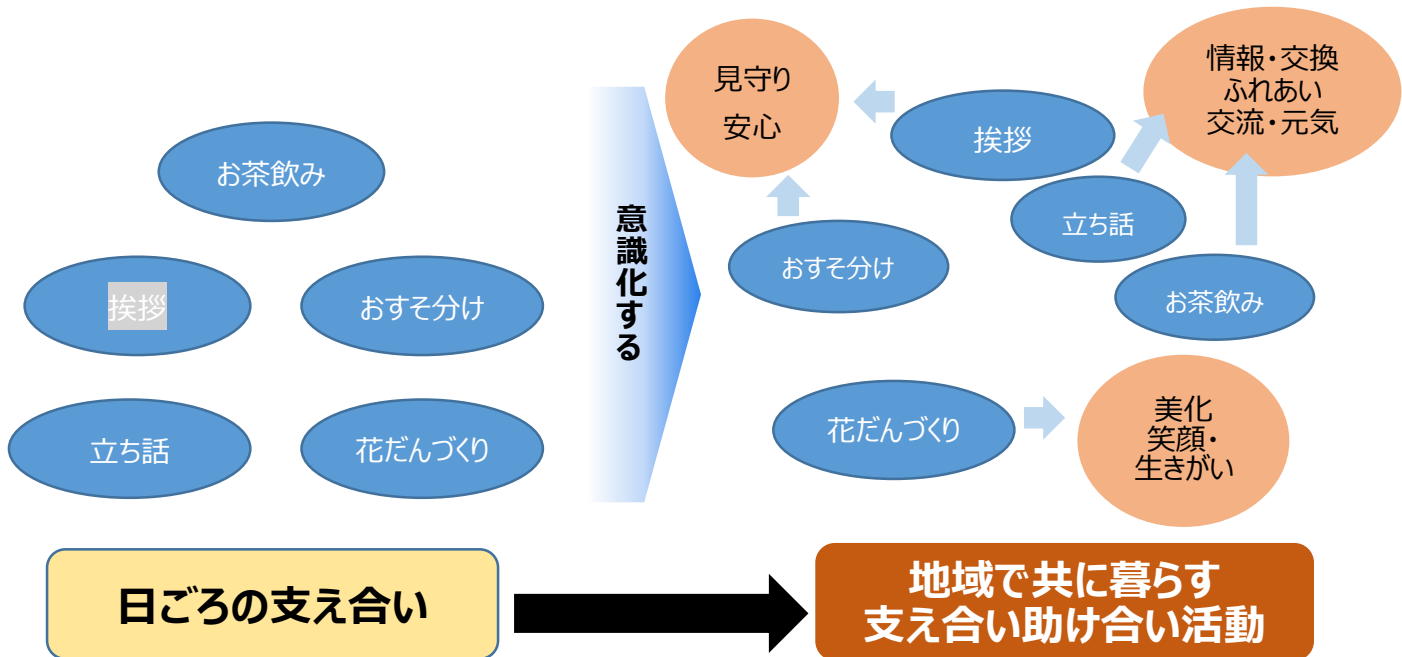 お茶飲み
挨拶
おすそ分け
立ち話
花だんづくり
日ごろの支え合い
意識化する
見守り
安心
挨拶
情報・交換
ふれあい
交流・元気
立ち話
おすそ分け
お茶飲み
花だんづくり
美化
笑顔・
生きがい
地域で共に暮らす
支え合い助け合い活動